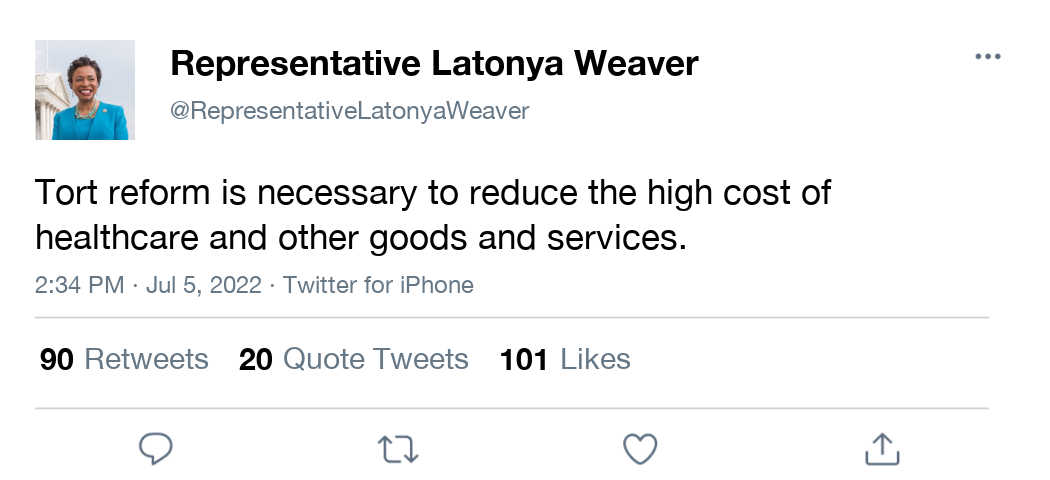 Representative Latonya Weaver
@RepresentativeLatonyaWeaver
Tort reform is necessary to reduce the high cost of
healthcare and other goods and services.
2:34 PM · Jul 5, 2022 · Twitter for iPhone
90 Retweets 20 Quote Tweets 101 Likes